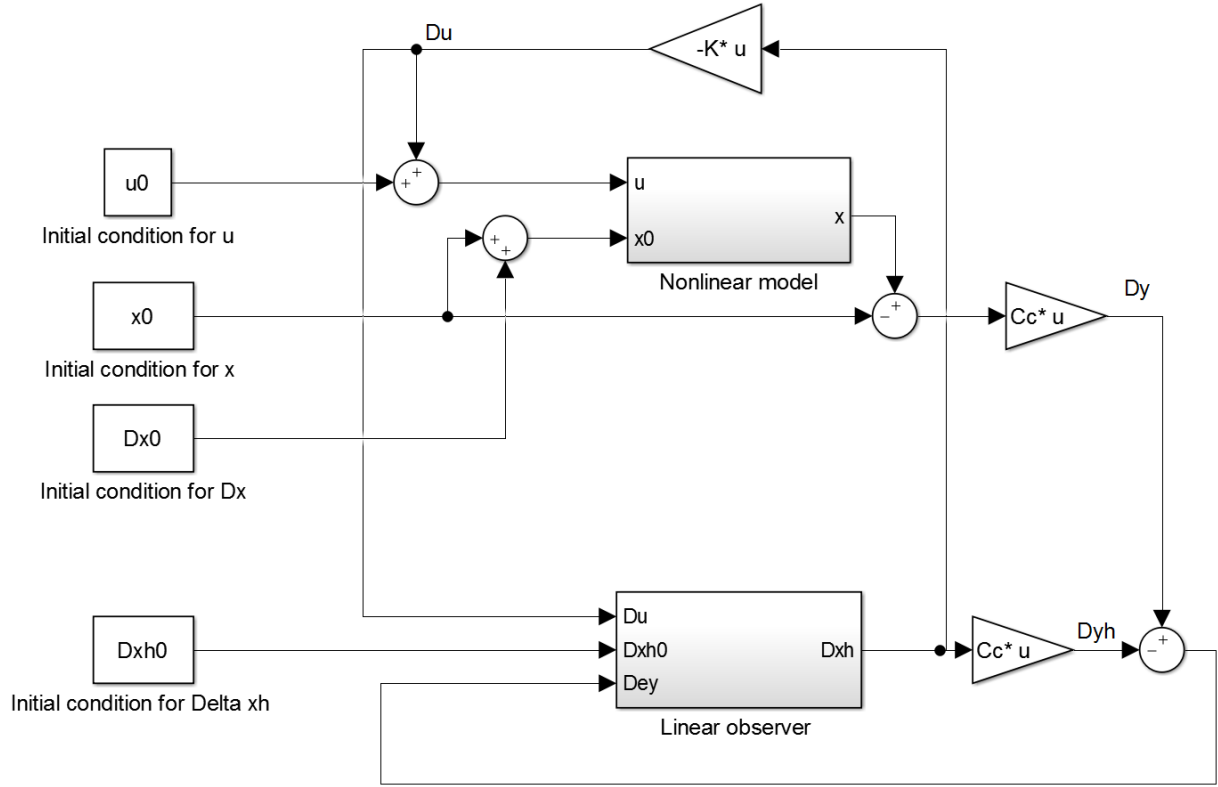 Du
-K* u
u0
Initial condition for u
+
+
u
x0
x
Nonlinear model
+
+
x0
Initial condition for x
+
-
Cc* u
Dy
Dx0
Initial condition for Dx
Dxh0
Initial condition for Delta xh
Du
Dxh0
Dey
Dxh
Linear observer
Cc* u
Dyh
+
-